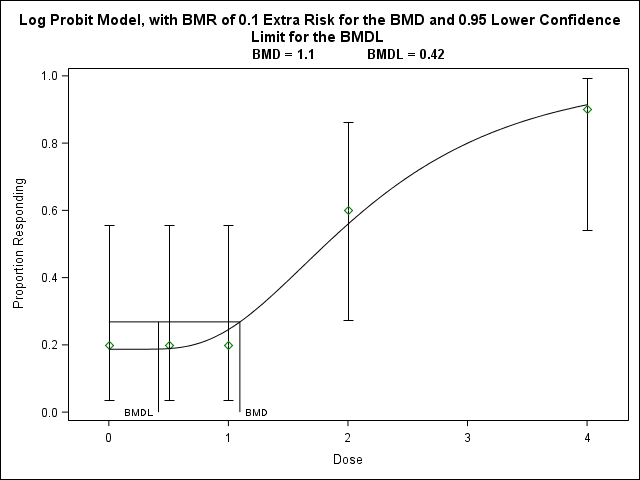 Log Probit Model, with BMR of 0.1 Extra Risk for the BMD and 0.95 Lower Confidence
Limit for the BMDL
BMD = 1.1 BMDL = 0.42
1.0
0.8
0.6
0.4
0.2
0.0
Proportion Responding
BMDL
BMD
0 1 2 3 4
Dose